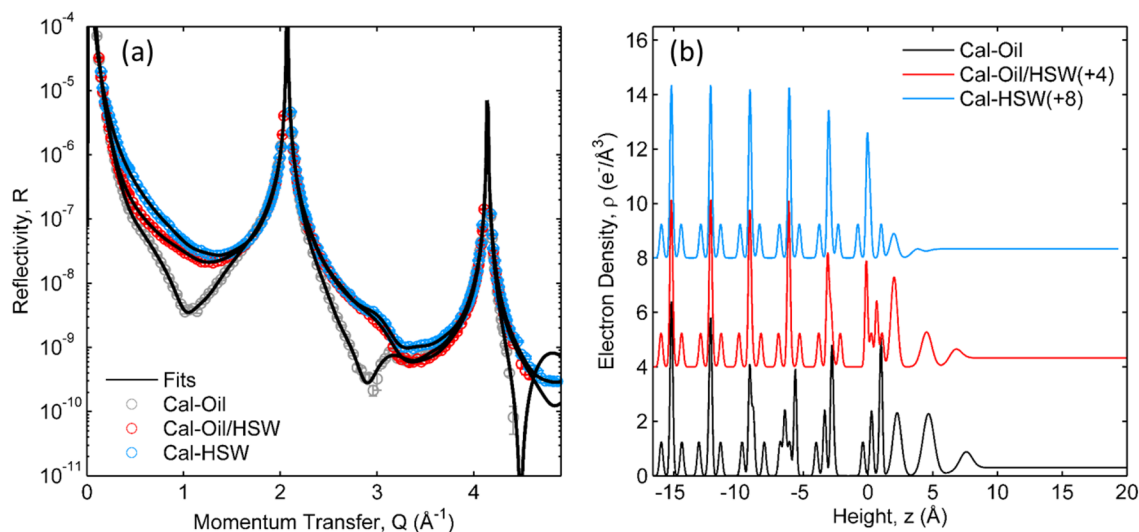 (a)
Reflectivity, R
10-4
10-5
10-6
10-7
10-8
10-9
10-10
10-11
Fits
Cal-Oil
Cal-Oil/HSW
Cal-HSW
0
1
2
3
4
Momentum Transfer, Q (Å-1)
(b)
Electron Density, ρ (e-/Å3)
16
14
12
10
8
6
4
2
0
Cal-Oil
Cal-Oil/HSW(+4)
Cal-HSW(+8)
-15
-10
-5
0
5
10
15
20
Height, z (Å)